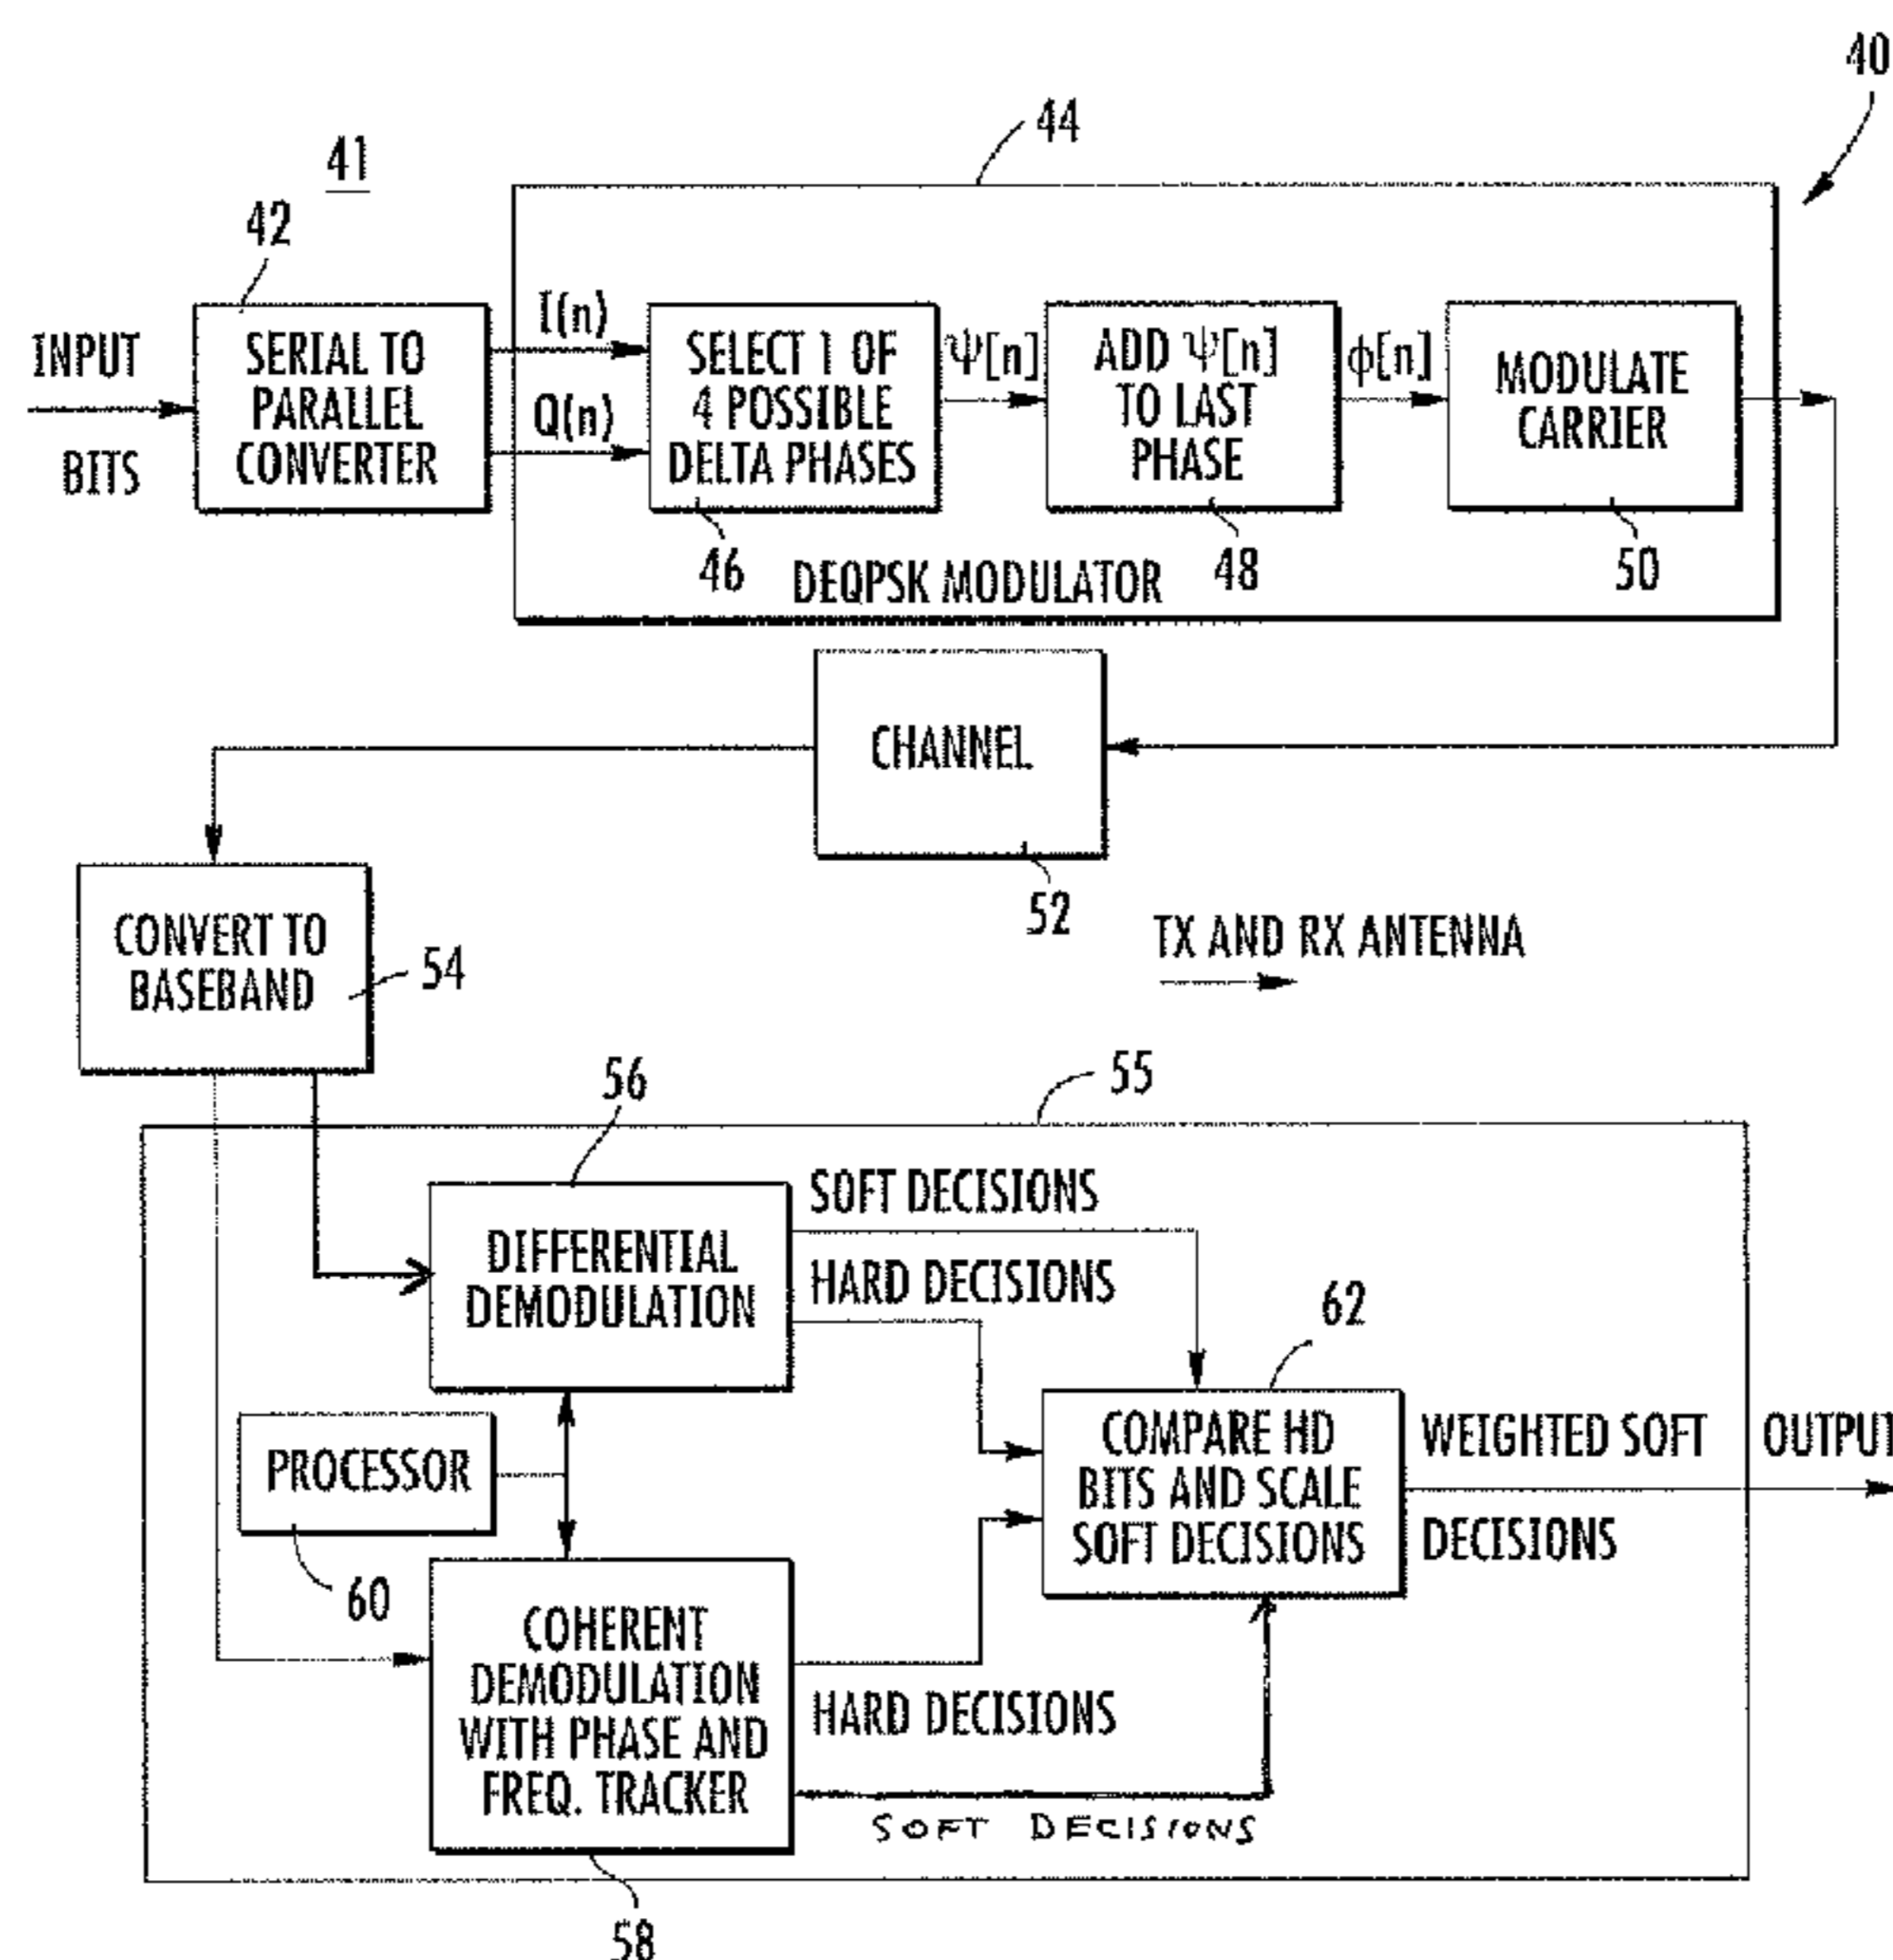 40
44
41
42
INPUT
BITS
SERIAL TO
PARALLEL
CONVERTER
I(n)
Q(n)
SELECT 1 OF
4 POSSIBLE
DELTA PHASES
Ψ[n]
ADD Ψ[n]
TO LAST
PHASE
ϕ[n]
MODULATE
CARRIER
46
DEQPSK MODULATOR
48
50
CHANNEL
52
CONVERT TO
BASEBAND
54
TX AND RX ANTENNA
55
56
DIFFERENTIAL
DEMODULATION
SOFT DECISIONS
HARD DECISIONS
62
PROCESSOR
60
COMPARE HD
BITS AND SCALE
SOFT DECISIONS
WEIGHTED SOFT
DECISIONS
OUTPUT
COHERENT
DEMODULATION
WITH PHASE AND
FREQ. TRACKER
HARD DECISIONS
SOFT DECISIONS
58